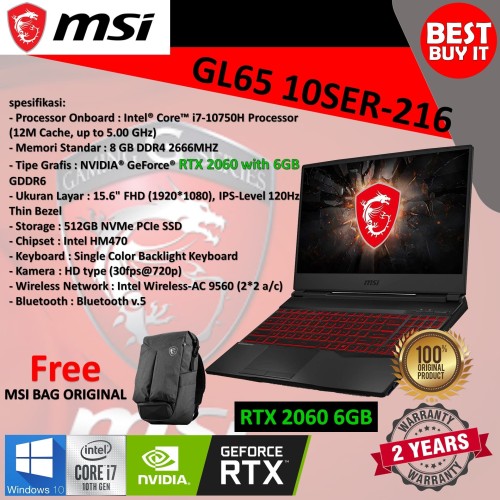 msi
BEST
BUY IT
GL65 10SER-216
spesifikasi:
- Processor Onboard : Intel® Core™ i7-10750H Processor
(12M Cache, up to 5.00 GHz)
- Memori Standar : 8 GB DDR4 2666MHZ
- Tipe Grafis : NVIDIA® GeForce® RTX 2060 with 6GB
GDDR6
- Ukuran Layar : 15.6" FHD (1920*1080), IPS-Level 120Hz
Thin Bezel
- Storage : 512GB NVMe PCIe SSD
- Chipset : Intel HM470
- Keyboard : Single Color Backlight Keyboard
- Kamera : HD type (30fps@720p)
- Wireless Network : Intel Wireless-AC 9560 (2*2 a/c)
- Bluetooth : Bluetooth v.5
msi
Free
MSI BAG ORIGINAL
RTX 2060 6GB
100%
ORIGINAL
PRODUCT
WARRANTY
2 YEARS
WARRANTY
Windows 10
intel
CORE i7
10TH GEN
NVIDIA
GEFORCE
RTX
msi